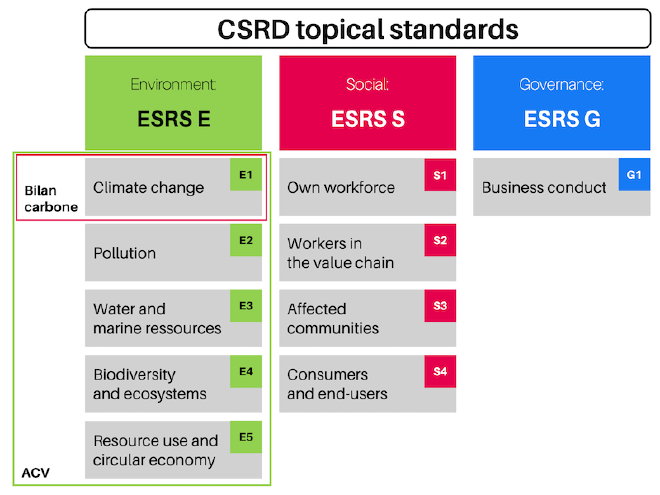 CSRD topical standards
Environment:
ESRS E
Social:
ESRS S
Governance:
ESRS G
Bilan
carbone
Climate change
E1
Own workforce
S1
Business conduct
G1
Pollution
E2
Workers in
the value chain
S2
Water and
marine ressources
E3
Affected
communities
S3
Biodiversity
and ecosystems
E4
Consumers
and end-users
S4
Resource use and
circular economy
E5
ACV